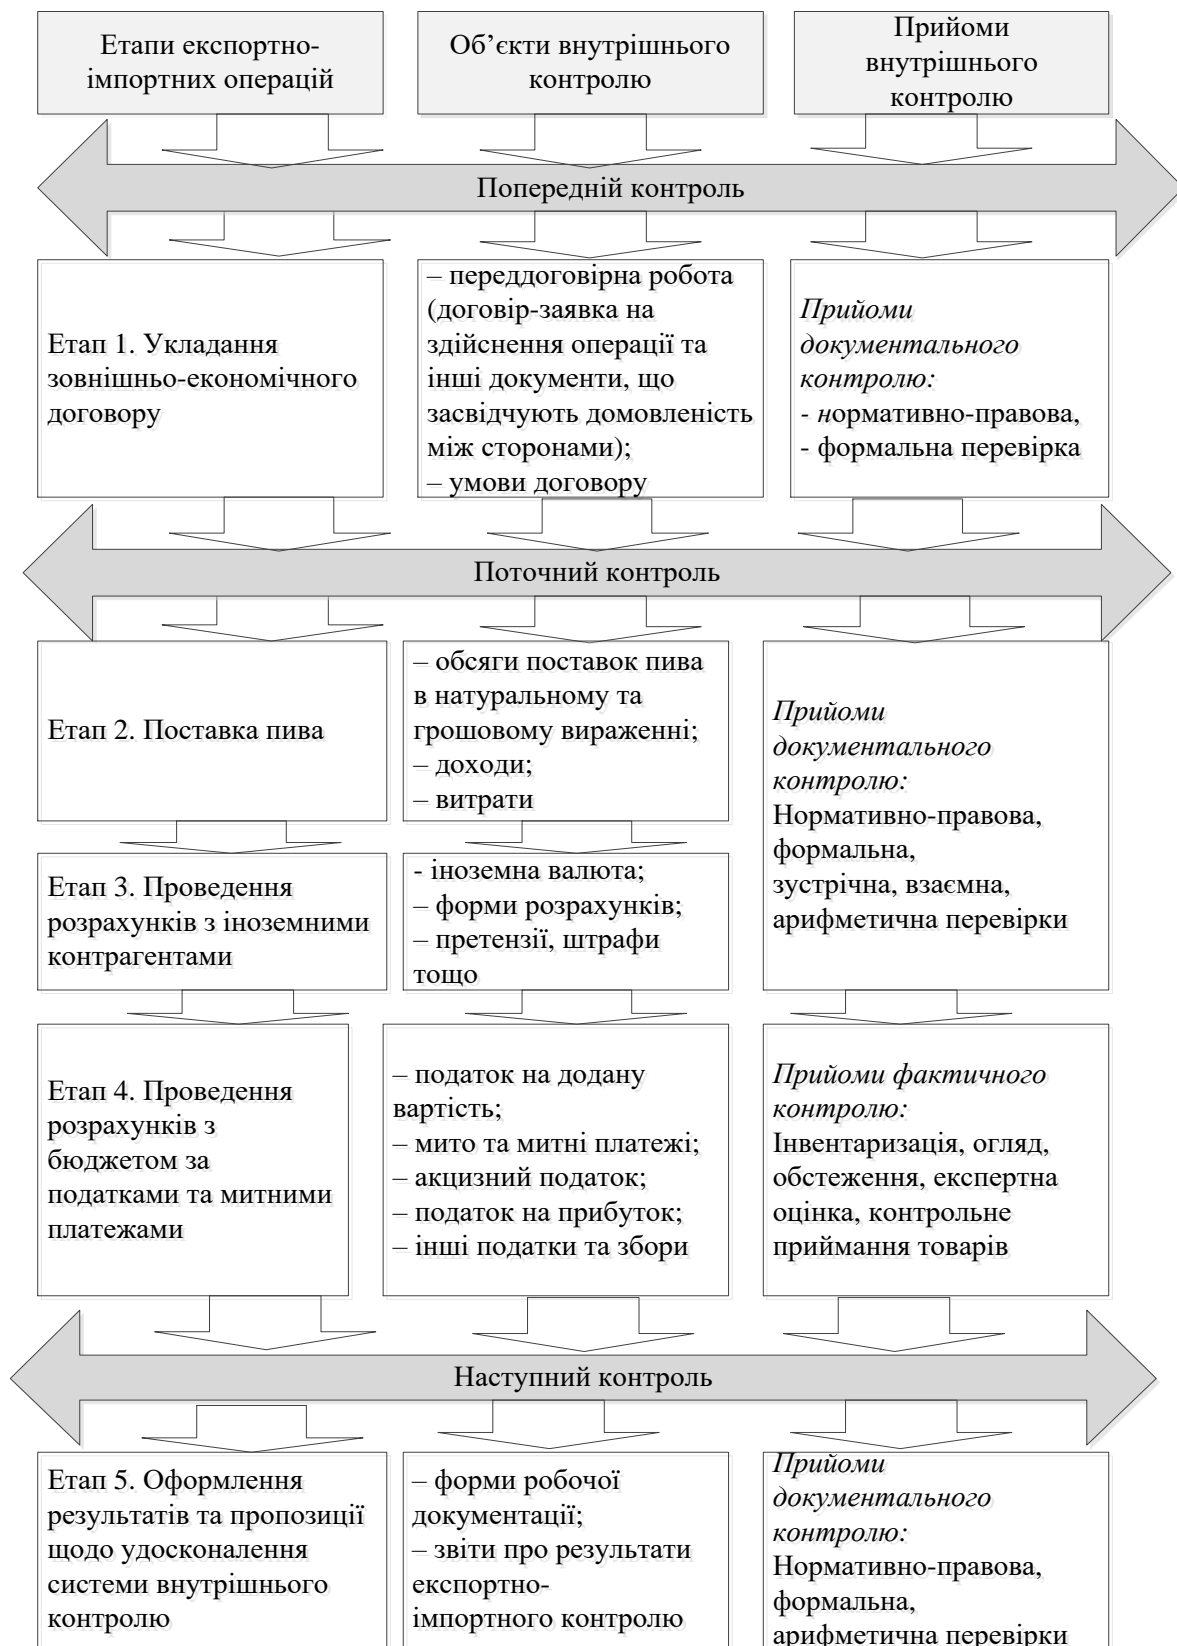 Етапи експортно-
імпортних операцій
Об’єкти внутрішнього
контролю
Прийоми
внутрішнього
контролю
Попередній контроль
Етап 1. Укладання
зовнішньо-економічного
договору
– переддоговірна робота
(договір-заявка на
здійснення операції та
інші документи, що
засвідчують домовленість
між сторонами);
– умови договору
Прийоми
документального
контролю:
- нормативно-правова,
- формальна перевірка
Поточний контроль
Етап 2. Поставка пива
– обсяги поставок пива
в натуральному та
грошовому вираженні;
– доходи;
– витрати
Прийоми
документального
контролю:
Нормативно-правова,
формальна,
зустрічна, взаємна,
арифметична перевірки
Етап 3. Проведення
розрахунків з іноземними
контрагентами
- іноземна валюта;
– форми розрахунків;
– претензії, штрафи
тощо
Етап 4. Проведення
розрахунків з
бюджетом за
податками та митними
платежами
– податок на додану
вартість;
– мито та митні платежі;
– акцизний податок;
– податок на прибуток;
– інші податки та збори
Прийоми фактичного
контролю:
Інвентаризація, огляд,
обстеження, експертна
оцінка, контрольне
приймання товарів
Наступний контроль
Етап 5. Оформлення
результатів та пропозиції
щодо удосконалення
системи внутрішнього
контролю
– форми робочої
документації;
– звіти про результати
експортно-
імпортного контролю
Прийоми
документального
контролю:
Нормативно-правова,
формальна,
арифметична перевірки